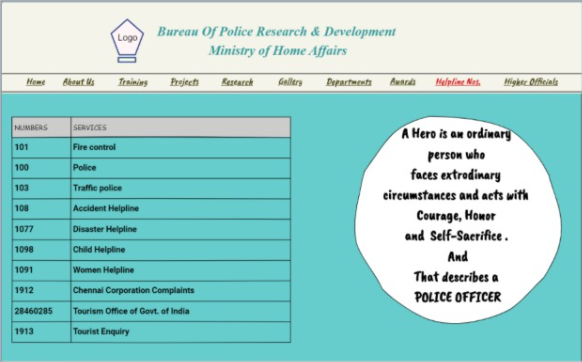 Logo
Bureau Of Police Research & Development
Ministry of Home Affairs
Home About Us Training Projects Research Gallery Departments Awards Helpline Nos. Higher Officials
NUMBERS SERVICES
101 Fire control
100 Police
103 Traffic police
108 Accident Helpline
1077 Disaster Helpline
1098 Child Helpline
1091 Women Helpline
1912 Chennai Corporation Complaints
28460285 Tourism Office of Govt. of India
1913 Tourist Enquiry
A Hero is an ordinary
person who
faces extrodinary
circumstances and acts with
Courage, Honor
and Self-Sacrifice .
And
That describes a
POLICE OFFICER